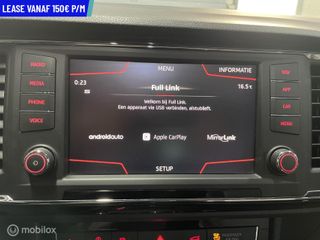 LEASE VANAF 150€ P/M
RADIO
MEDIA
PHONE
VOICE
MENU
INFORMATIE
0:23
Full Link
16.5
Welkom bij Full Link.
Een apparaat via USB verbinden, alstublieft.
androidauto
Apple CarPlay
MirrorLink
SETUP
NAV
APP
CAR
MENU
PASSENGER
mobilox